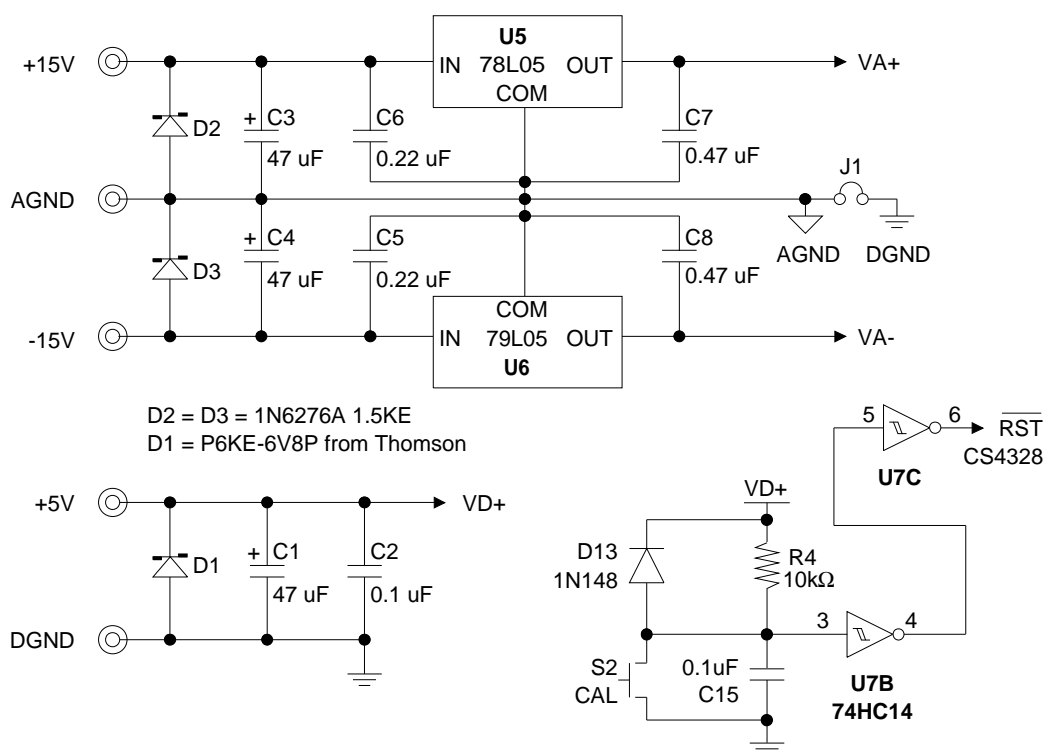 U5
+15V
IN 78L05 OUT
COM
VA+
D2
+ C3
47 uF
C6
0.22 uF
C7
0.47 uF
J1
AGND
AGND
DGND
D3
+ C4
47 uF
C5
0.22 uF
C8
0.47 uF
COM
-15V
IN 79L05 OUT
U6
VA-
D2 = D3 = 1N6276A 1.5KE
D1 = P6KE-6V8P from Thomson
5
6
RST
CS4328
U7C
+5V
VD+
D1
+ C1
47 uF
C2
0.1 uF
DGND
VD+
D13
1N148
R4
10kΩ
3
4
S2
CAL
0.1uF
C15
U7B
74HC14